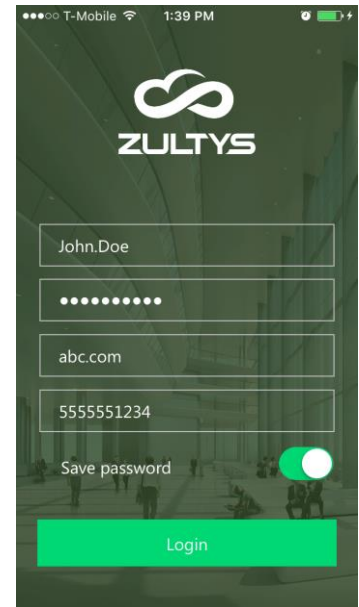 T-Mobile 1:39 PM
ZULTYS
John.Doe
••••••••••
abc.com
5555551234
Save password
Login